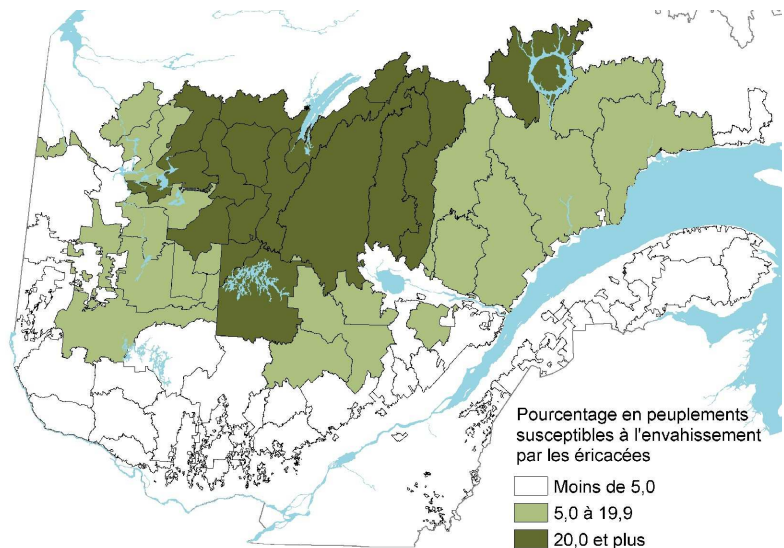 Pourcentage en peuplements
susceptibles à l'envahissement
par les éricacées
Moins de 5,0
5,0 à 19,9
20,0 et plus